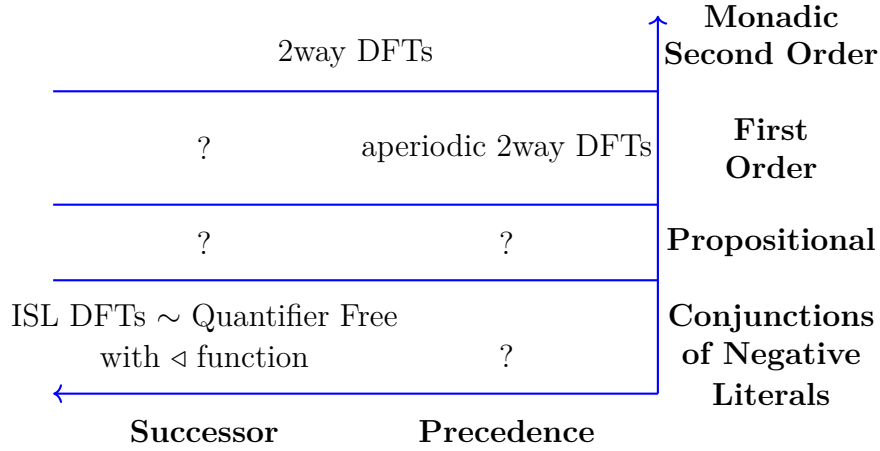 2way DFTs
Monadic
Second Order
? aperiodic 2way DFTs
First
Order
? ? Propositional
ISL DFTs ∼ Quantifier Free
with ◃ function
?
Conjunctions
of Negative
Literals
Successor Precedence